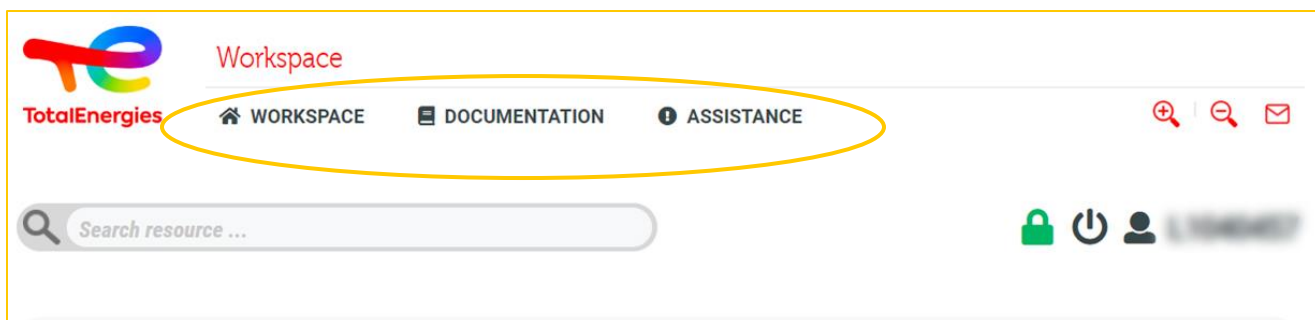 Workspace
TotalEnergies
WORKSPACE DOCUMENTATION ASSISTANCE
Search resource ...